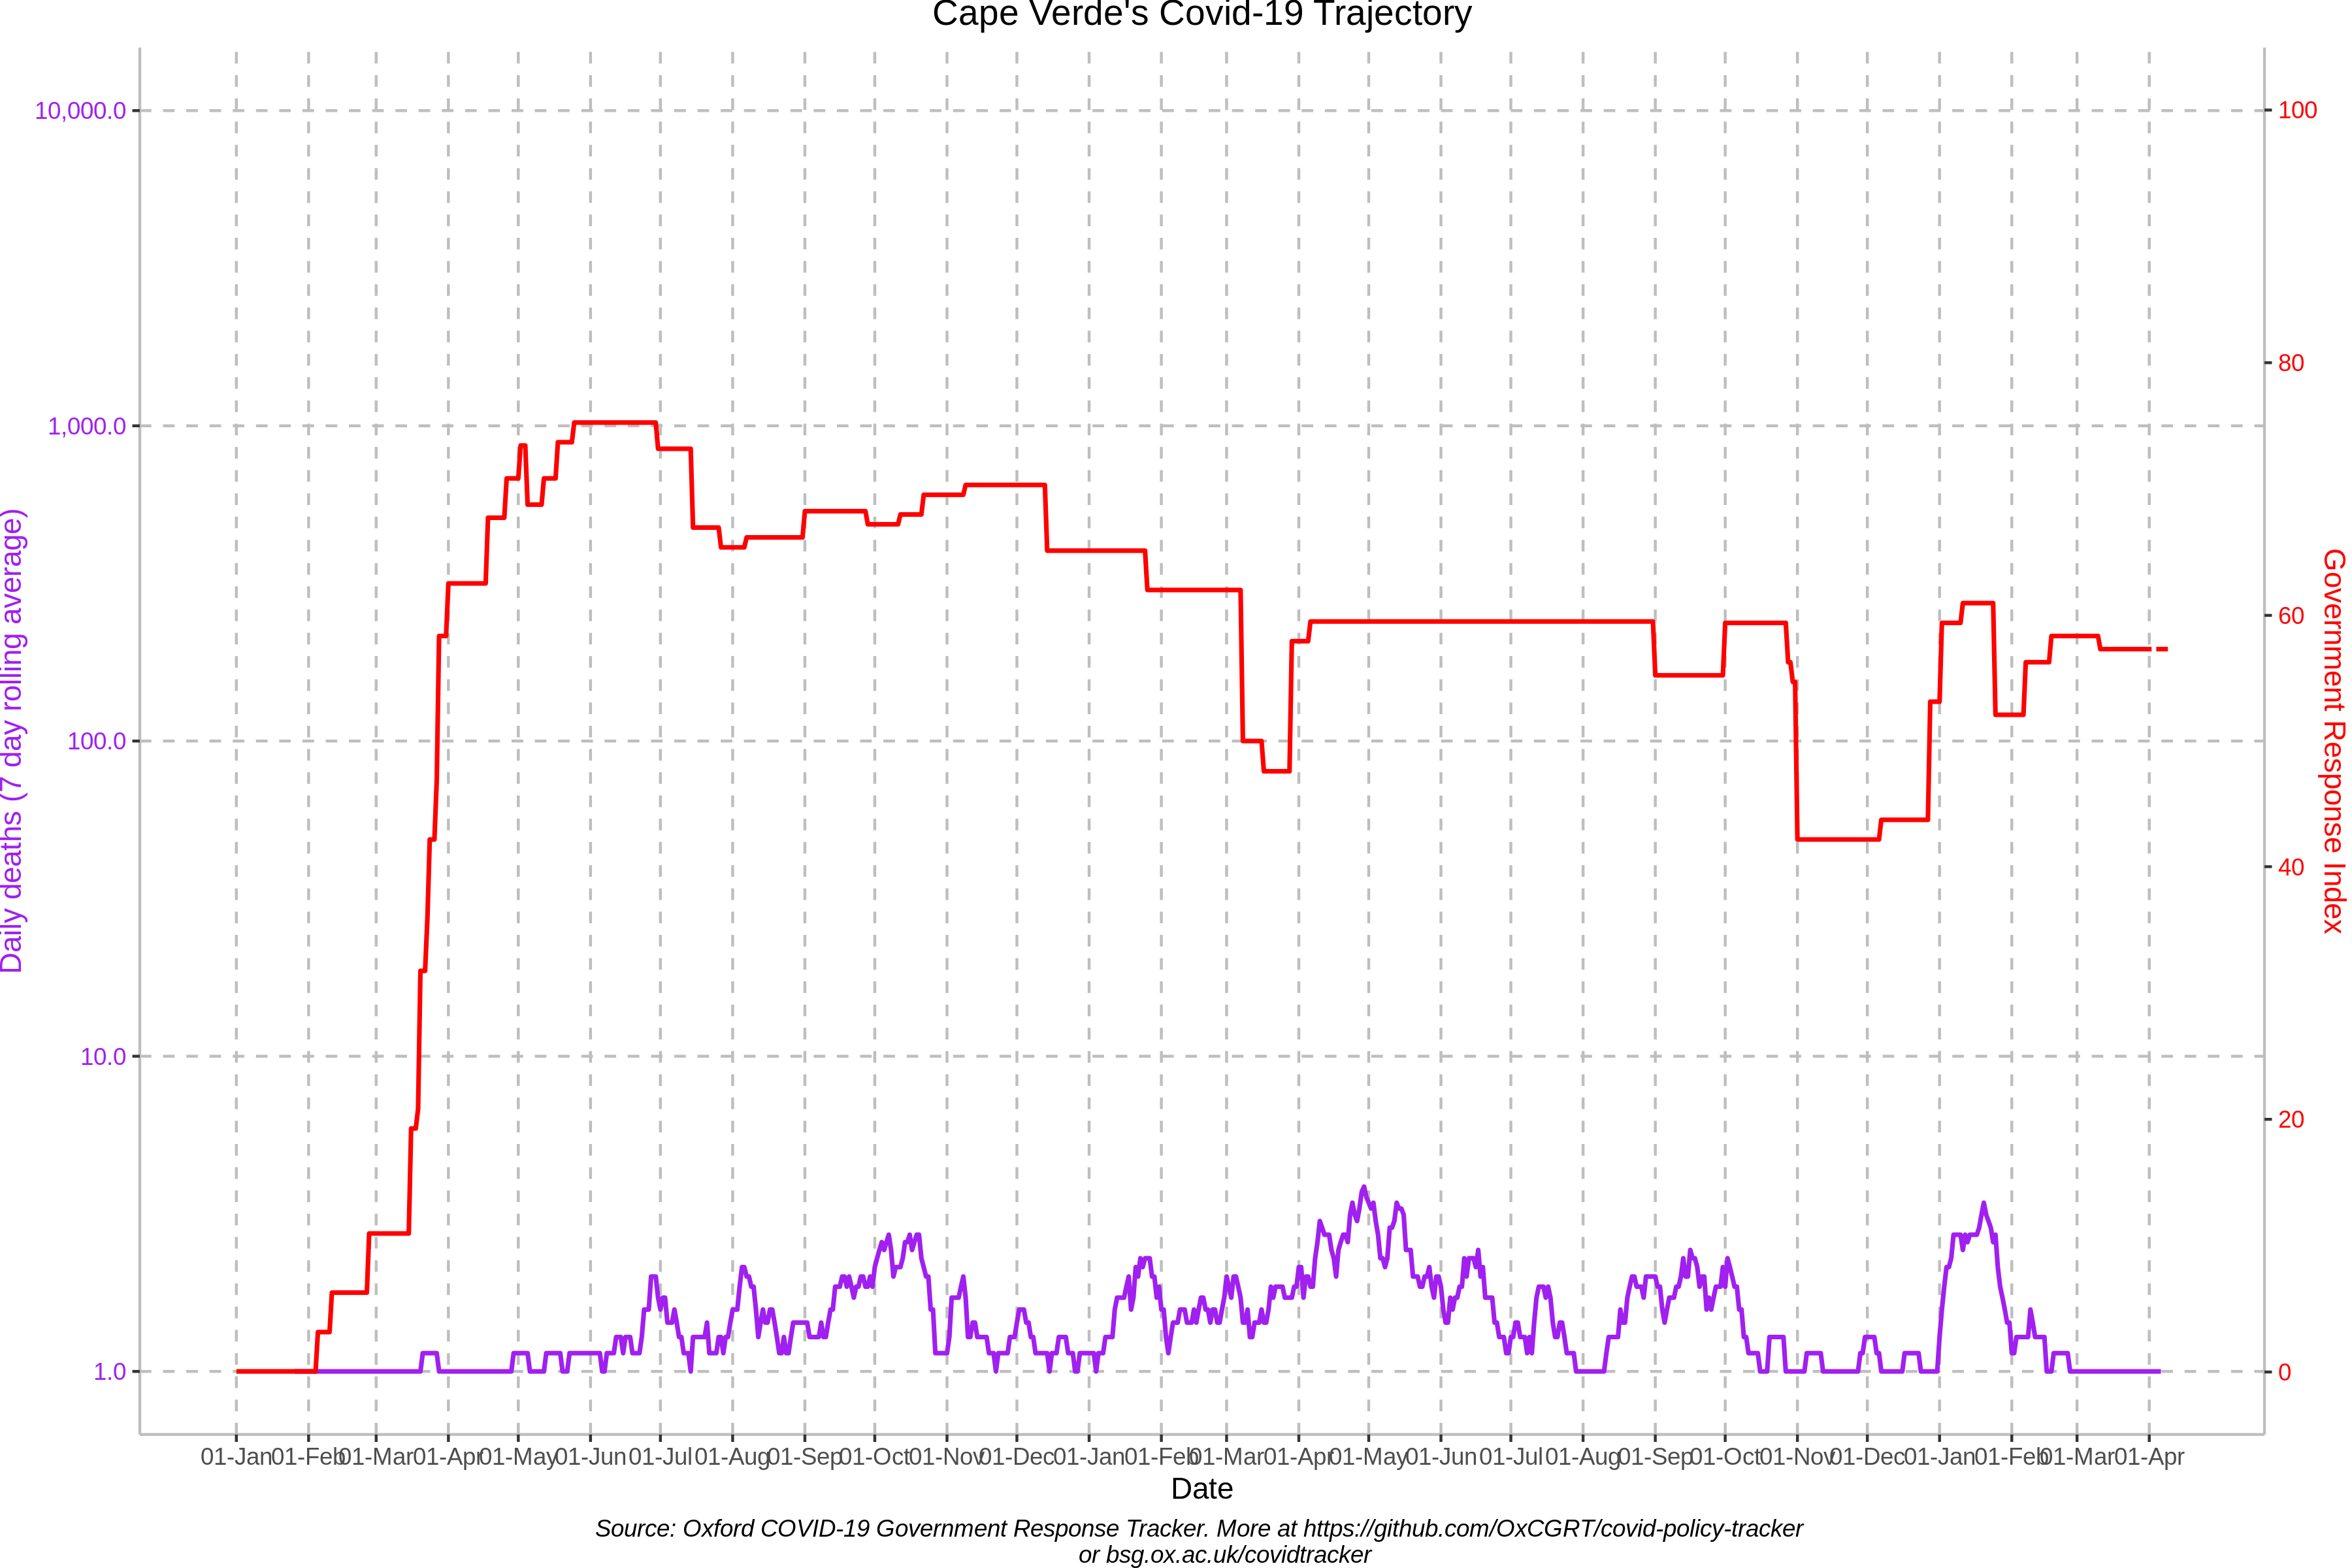 Cape Verde's Covid-19 Trajectory
10,000.0
1,000.0
100.0
10.0
1.0
Daily deaths (7 day rolling average)
100
80
60
40
20
0
Government Response Index
01-Jan 01-Feb 01-Mar 01-Apr 01-May 01-Jun 01-Jul 01-Aug 01-Sep 01-Oct 01-Nov 01-Dec 01-Jan 01-Feb 01-Mar 01-Apr 01-May 01-Jun 01-Jul 01-Aug 01-Sep 01-Oct 01-Nov 01-Dec 01-Jan 01-Feb 01-Mar 01-Apr
Date
Source: Oxford COVID-19 Government Response Tracker. More at https://github.com/OxCGRT/covid-policy-tracker
or bsg.ox.ac.uk/covidtracker